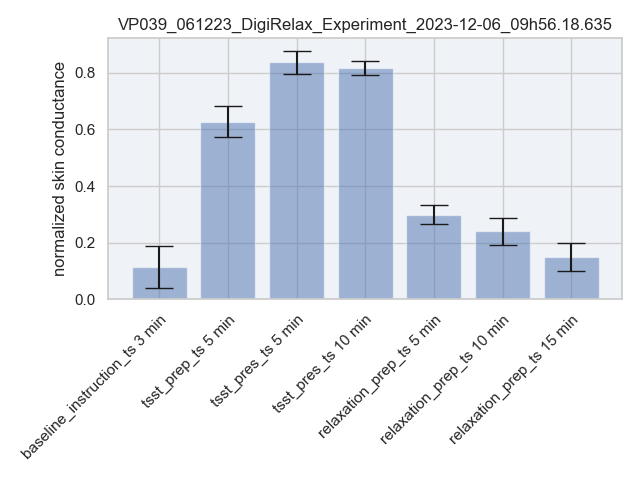 VP039_061223_DigiRelax_Experiment_2023-12-06_09h56.18.635
normalized skin conductance
0.8
0.6
0.4
0.2
0.0
baseline_instruction_ts 3 min
tsst_prep_ts 5 min
tsst_pres_ts 5 min
tsst_pres_ts 10 min
relaxation_prep_ts 5 min
relaxation_prep_ts 10 min
relaxation_prep_ts 15 min